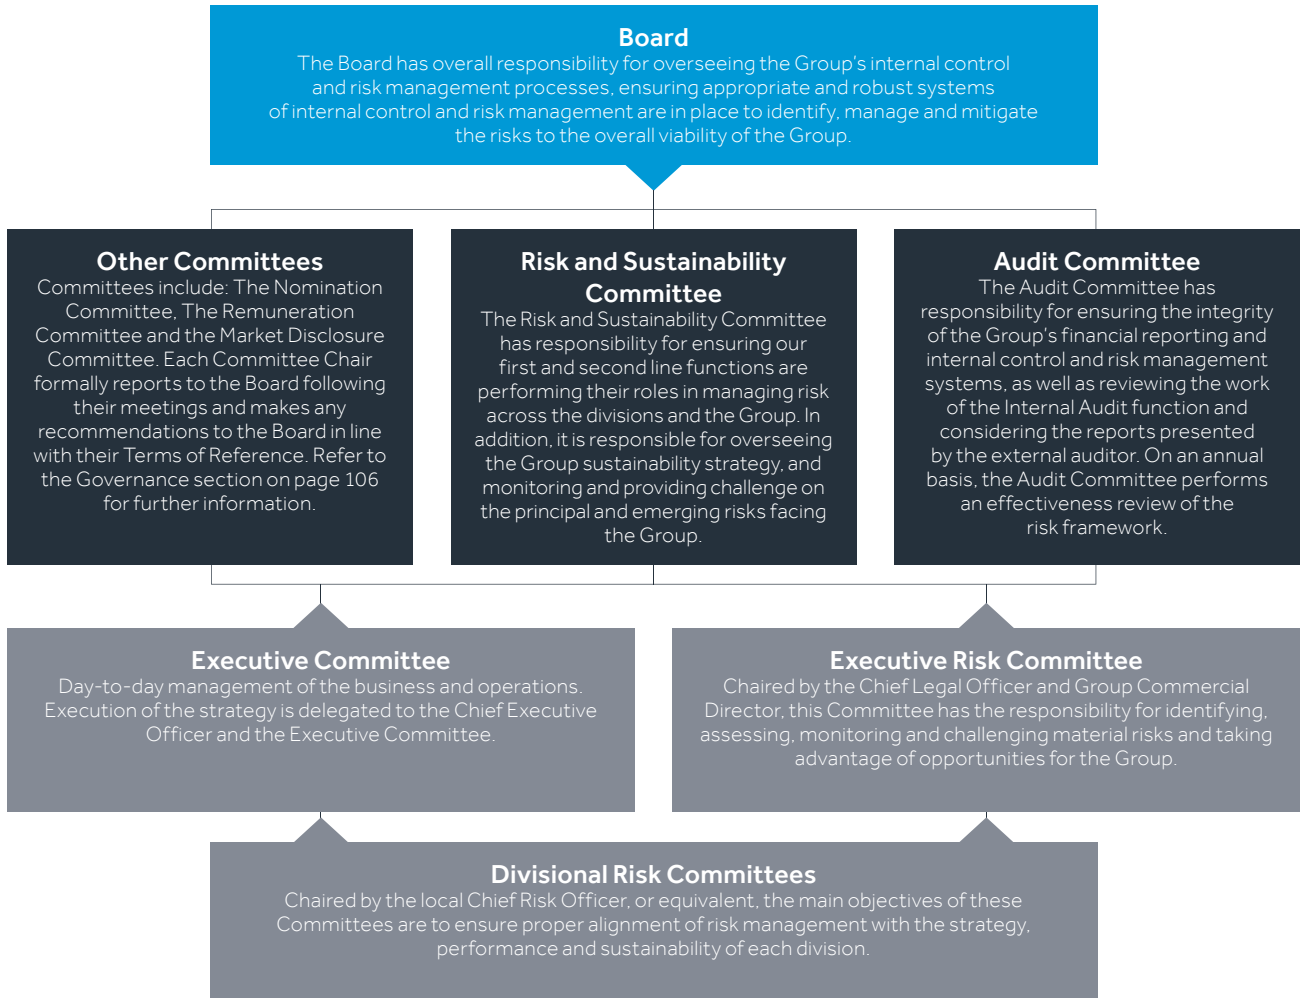 Board
The Board has overall responsibility for overseeing the Group's internal control
and risk management processes, ensuring appropriate and robust systems
of internal control and risk management are in place to identify, manage and mitigate
the risks to the overall viability of the Group.
Other Committees
Committees include: The Nomination
Committee, The Remuneration
Committee and the Market Disclosure
Committee. Each Committee Chair
formally reports to the Board following
their meetings and makes any
recommendations to the Board in line
with their Terms of Reference. Refer to
the Governance section on page 106
for further information.
Risk and Sustainability
Committee
The Risk and Sustainability Committee
has responsibility for ensuring our
first and second line functions are
performing their roles in managing risk
across the divisions and the Group. In
addition, it is responsible for overseeing
the Group sustainability strategy, and
monitoring and providing challenge on
the principal and emerging risks facing
the Group.
Audit Committee
The Audit Committee has
responsibility for ensuring the integrity
of the Group's financial reporting and
internal control and risk management
systems, as well as reviewing the work
of the Internal Audit function and
considering the reports presented
by the external auditor. On an annual
basis, the Audit Committee performs
an effectiveness review of the
risk framework.
Executive Committee
Day-to-day management of the business and operations.
Execution of the strategy is delegated to the Chief Executive
Officer and the Executive Committee.
Executive Risk Committee
Chaired by the Chief Legal Officer and Group Commercial
Director, this Committee has the responsibility for identifying,
assessing, monitoring and challenging material risks and taking
advantage of opportunities for the Group.
Divisional Risk Committees
Chaired by the local Chief Risk Officer, or equivalent, the main objectives of these
Committees are to ensure proper alignment of risk management with the strategy,
performance and sustainability of each division.